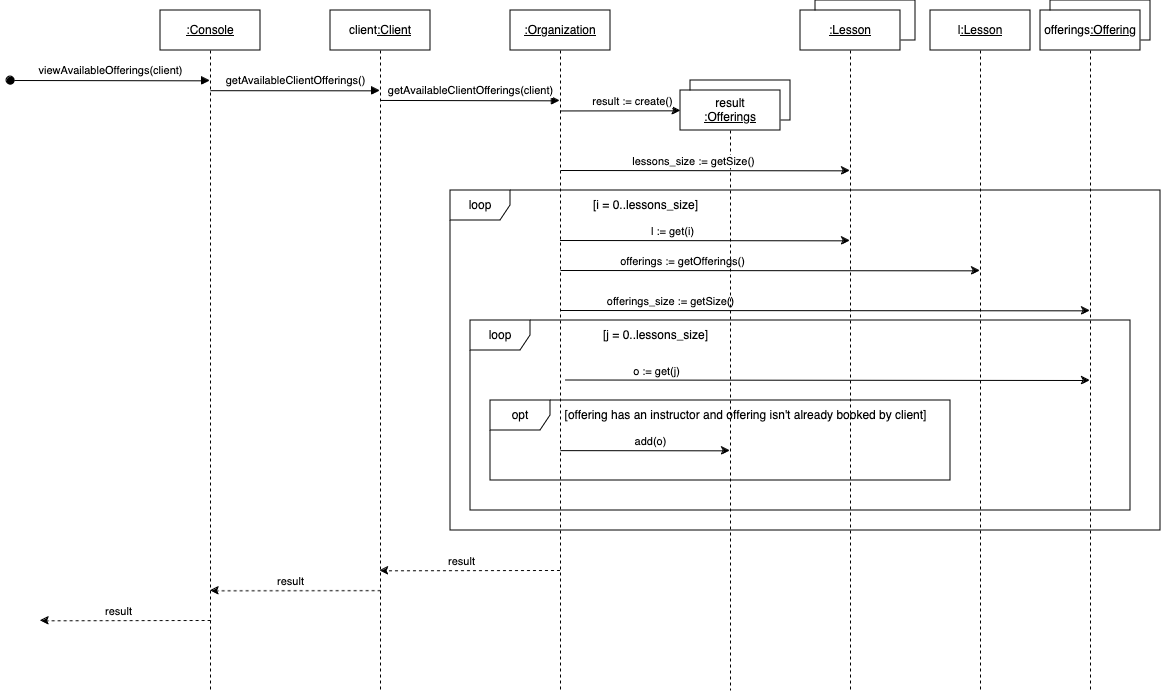 :Console
client:Client
:Organization
:Lesson
l:Lesson
offerings:Offering
viewAvailableOfferings(client)
getAvailableClientOfferings()
getAvailableClientOfferings(client)
result := create()
result
:Offerings
lessons_size := getSize()
loop
[i = 0..lessons_size]
l := get(i)
offerings := getOfferings()
offerings_size := getSize()
loop
[j = 0..lessons_size]
o := get(j)
opt
[offering has an instructor and offering isn't already booked by client]
add(o)
result
result
result